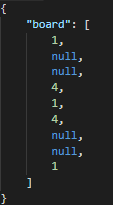 {
"board": [
1,
null,
null,
4,
1,
4,
null,
null,
1
]
}